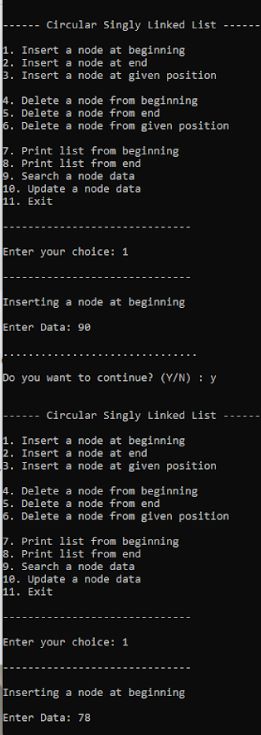 ------ Circular Singly Linked List ------
1. Insert a node at beginning
2. Insert a node at end
3. Insert a node at given position
4. Delete a node from beginning
5. Delete a node from end
6. Delete a node from given position
7. Print list from beginning
8. Print list from end
9. Search a node data
10. Update a node data
11. Exit
------------------------------
Enter your choice: 1
------------------------------
Inserting a node at beginning
Enter Data: 90
...............................
Do you want to continue? (Y/N) : y
------ Circular Singly Linked List ------
1. Insert a node at beginning
2. Insert a node at end
3. Insert a node at given position
4. Delete a node from beginning
5. Delete a node from end
6. Delete a node from given position
7. Print list from beginning
8. Print list from end
9. Search a node data
10. Update a node data
11. Exit
------------------------------
Enter your choice: 1
------------------------------
Inserting a node at beginning
Enter Data: 78